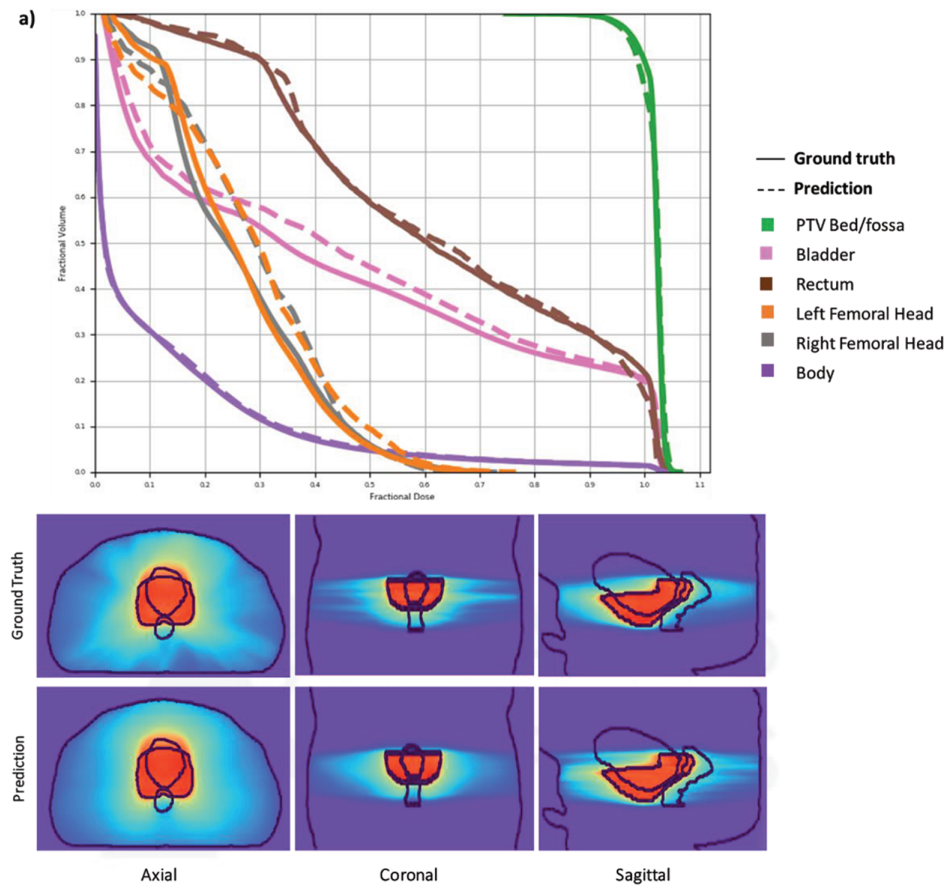 a)
1.0
0.9
0.8
0.7
0.6
0.5
0.4
0.3
0.2
0.1
0.0
Fractional Volume
0.0 0.1 0.2 0.3 0.4 0.5 0.6 0.7 0.8 0.9 1.0 1.1
Fractional Dose
Ground truth
Prediction
PTV Bed/fossa
Bladder
Rectum
Left Femoral Head
Right Femoral Head
Body
Ground Truth
Prediction
Axial Coronal Sagittal